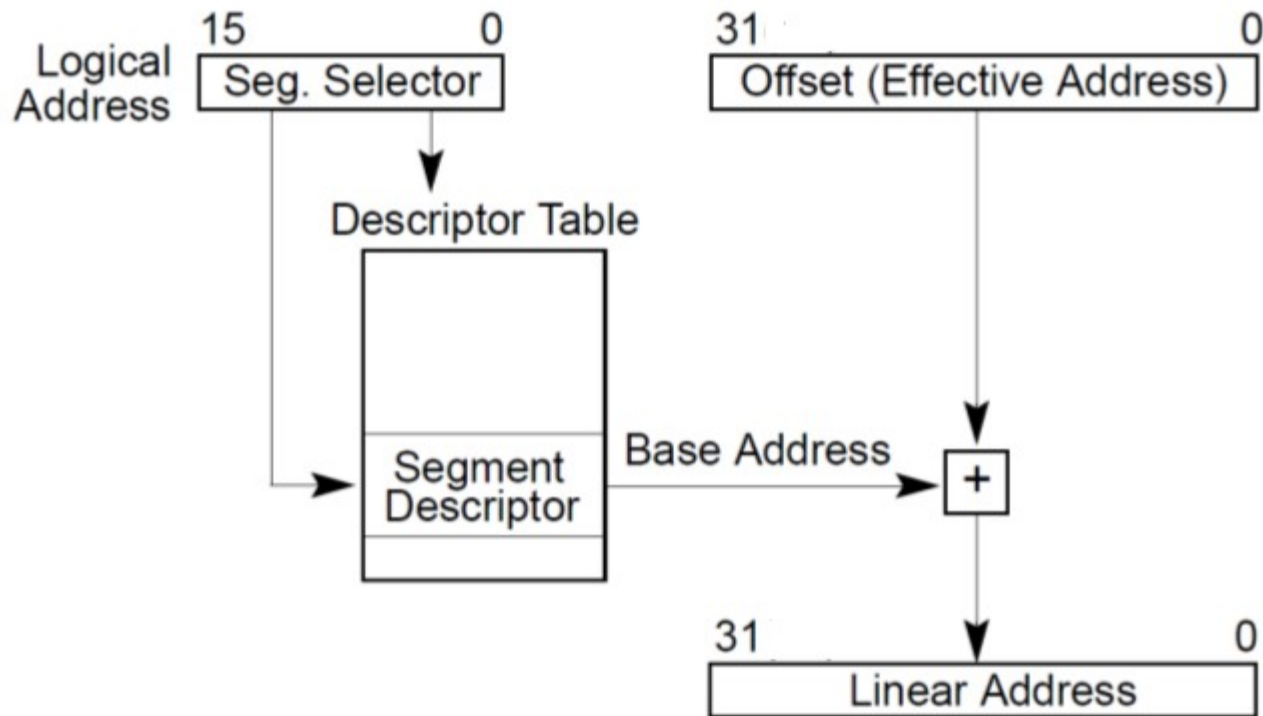 15 0
31 0
Logical
Address
Seg. Selector
Offset (Effective Address)
Descriptor Table
Segment
Descriptor
Base Address
+
31 0
Linear Address